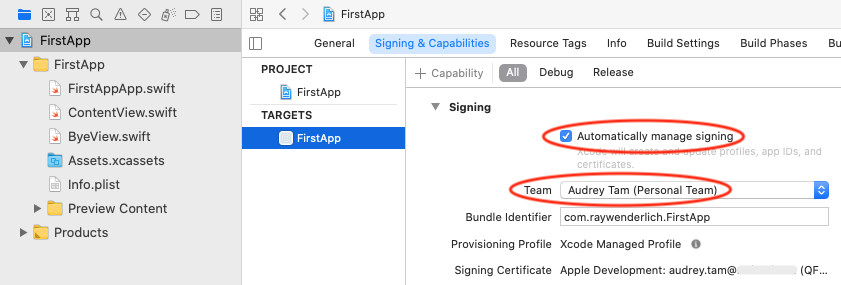 FirstApp
FirstApp
FirstApp
FirstAppApp.swift
ContentView.swift
ByeView.swift
Assets.xcassets
Info.plist
Preview Content
Products
General Signing & Capabilities Resource Tags Info Build Settings Build Phases Bu
PROJECT
FirstApp
TARGETS
FirstApp
+ Capability All Debug Release
Signing
Automatically manage signing
Xcode will create and update profiles, app IDs, and
certificates.
Team Audrey Tam (Personal Team)
Bundle Identifier com.raywenderlich.FirstApp
Provisioning Profile Xcode Managed Profile
Signing Certificate Apple Development: audrey.tam@ (QF...